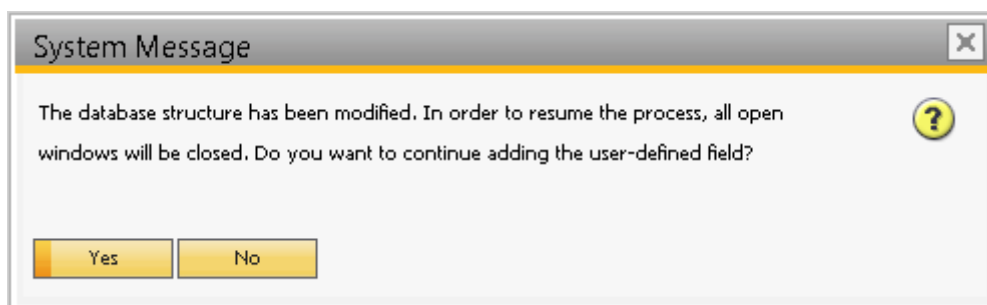 System Message
The database structure has been modified. In order to resume the process, all open
windows will be closed. Do you want to continue adding the user-defined field?
Yes No